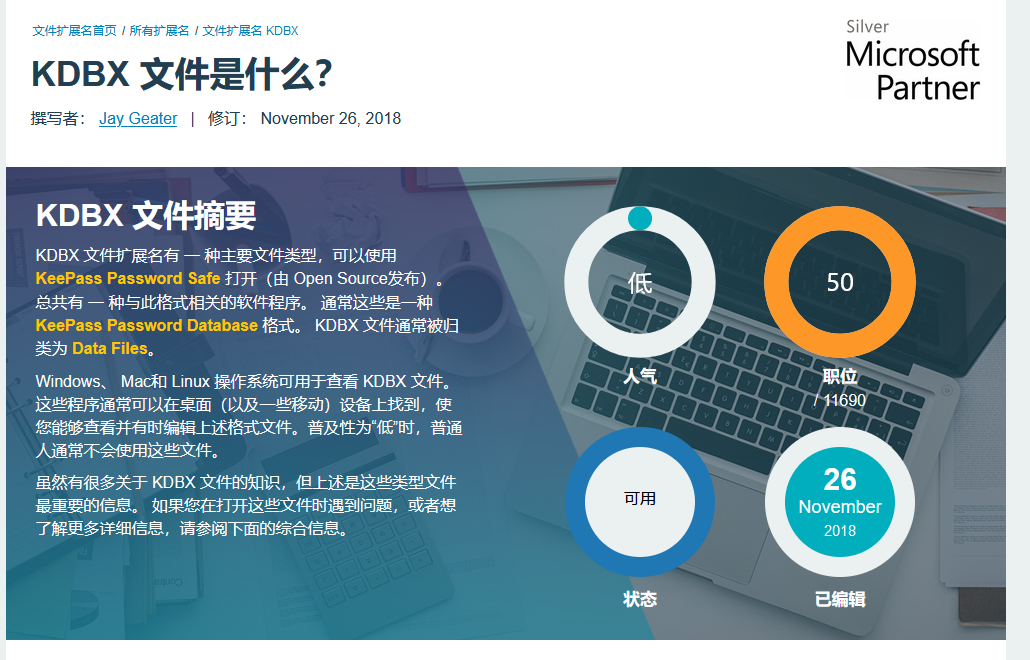 文件扩展名首页 / 所有扩展名 / 文件扩展名 KDBX
Silver
Microsoft
Partner
KDBX 文件是什么？
撰写者： Jay Geater | 修订： November 26, 2018
KDBX 文件摘要
KDBX 文件扩展名有 一 种主要文件类型，可以使用
KeePass Password Safe 打开（由 Open Source发布）。
总共有 一 种与此格式相关的软件程序。 通常这些是一种
KeePass Password Database 格式。 KDBX 文件通常被归
类为 Data Files。
Windows、 Mac和 Linux 操作系统可用于查看 KDBX 文件。
这些程序通常可以在桌面（以及一些移动）设备上找到，使
您能够查看并有时编辑上述格式文件。普及性为“低”时，普通
人通常不会使用这些文件。
虽然有很多关于 KDBX 文件的知识，但上述是这些类型文件
最重要的信息。 如果您在打开这些文件时遇到问题，或者想
了解更多详细信息，请参阅下面的综合信息。
低
人气
50
职位
/ 11690
可用
状态
26
November
2018
已编辑